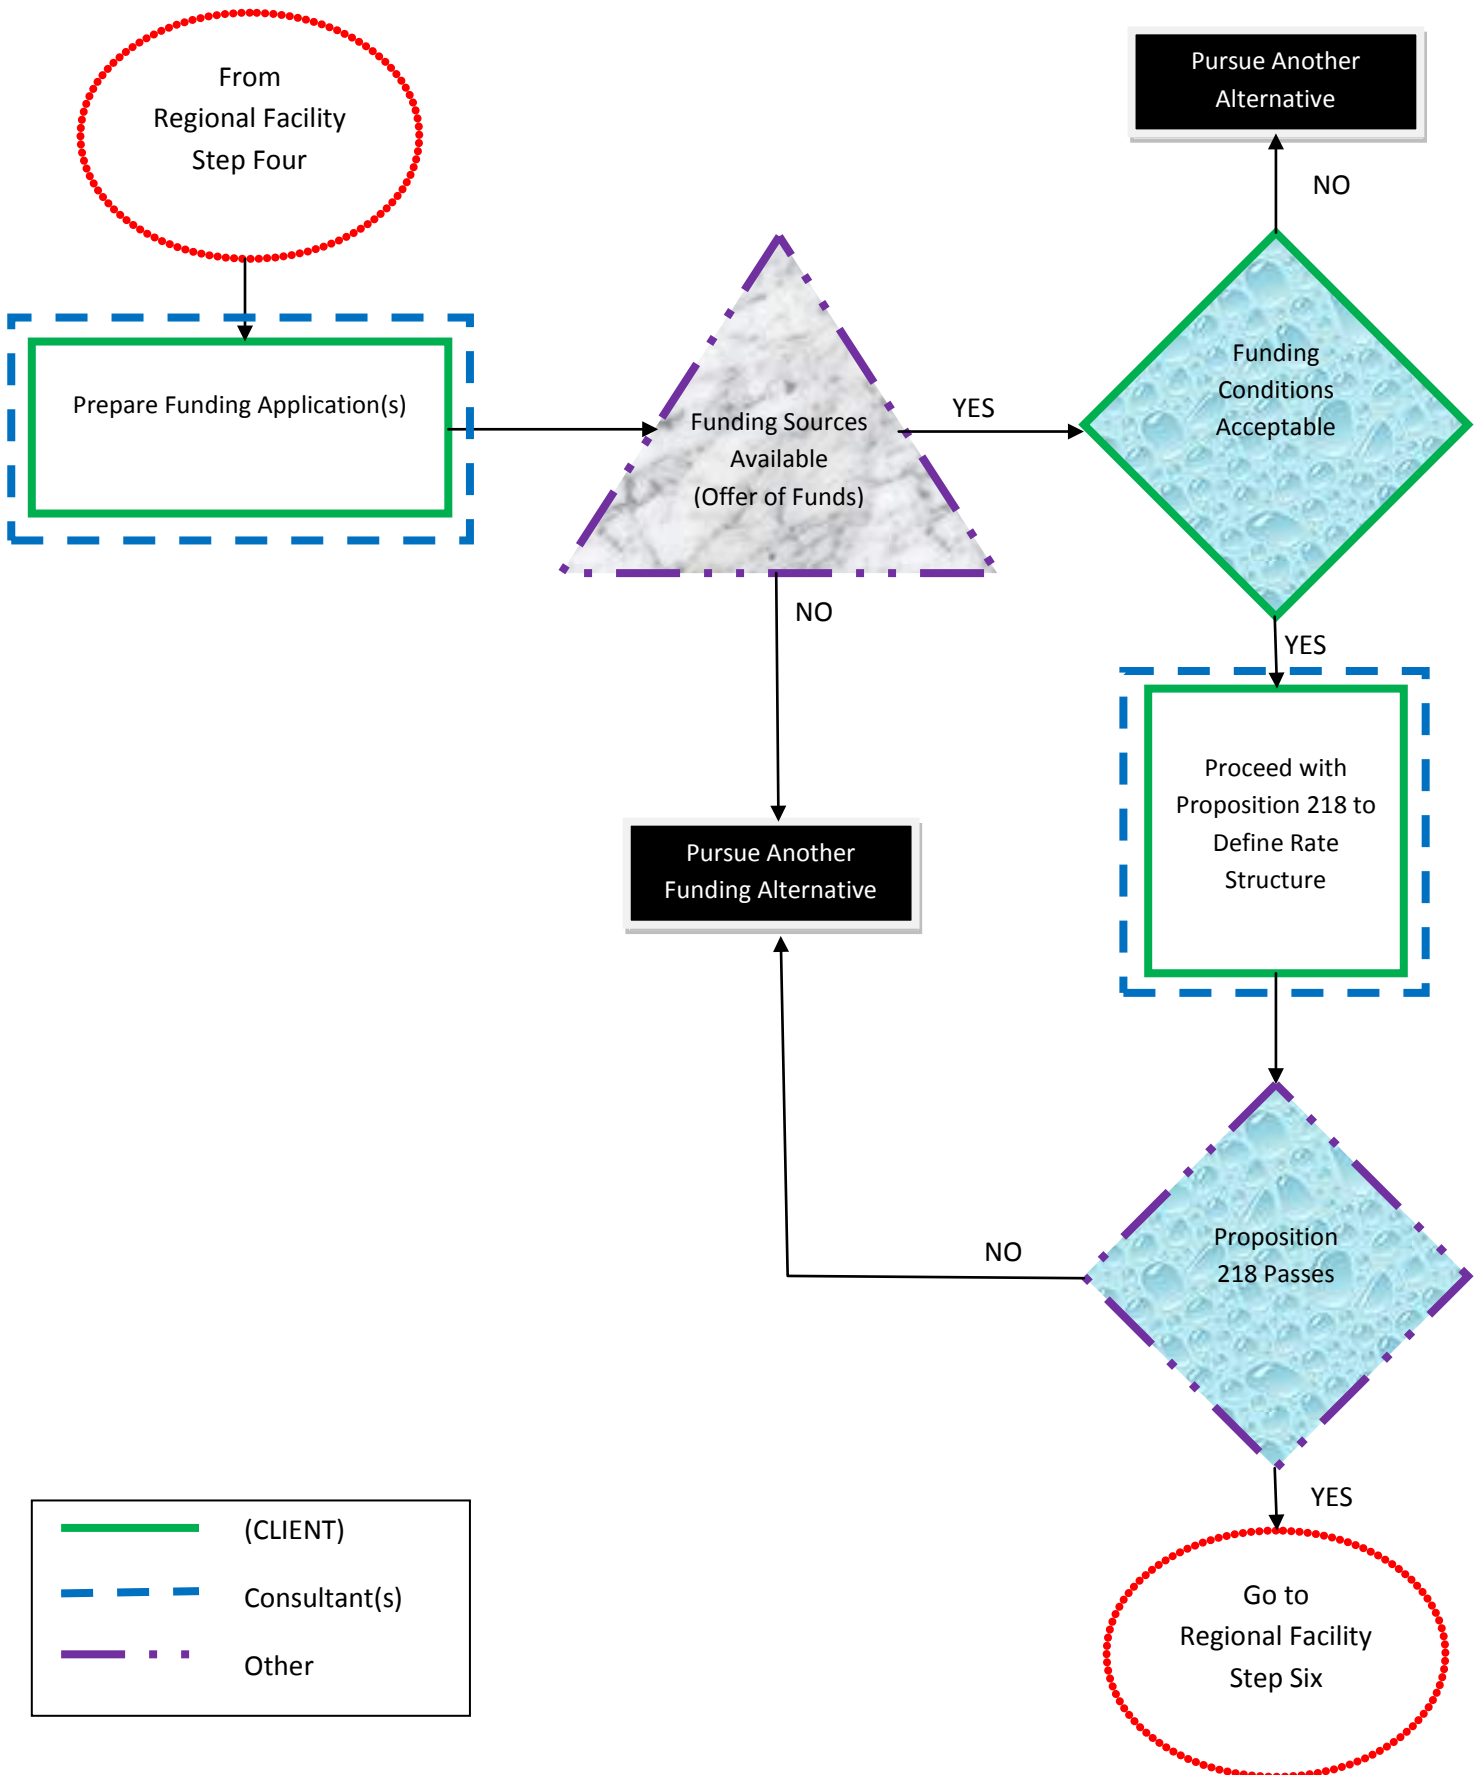 From
Regional Facility
Step Four
Pursue Another
Alternative
NO
Prepare Funding Application(s)
Funding Sources
Available
(Offer of Funds)
YES
Funding
Conditions
Acceptable
NO
YES
Proceed with
Proposition 218 to
Define Rate
Structure
Pursue Another
Funding Alternative
NO
Proposition
218 Passes
YES
Go to
Regional Facility
Step Six
(CLIENT)
Consultant(s)
Other